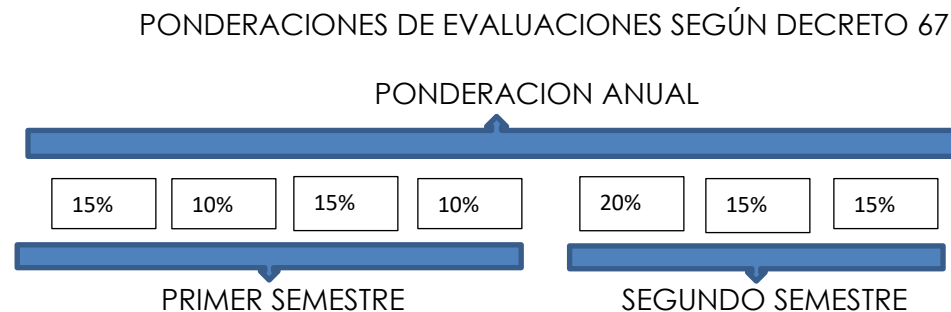 PONDERACIONES DE EVALUACIONES SEGÚN DECRETO 67
PONDERACION ANUAL
15% 10% 15% 10% 20% 15% 15%
PRIMER SEMESTRE SEGUNDO SEMESTRE